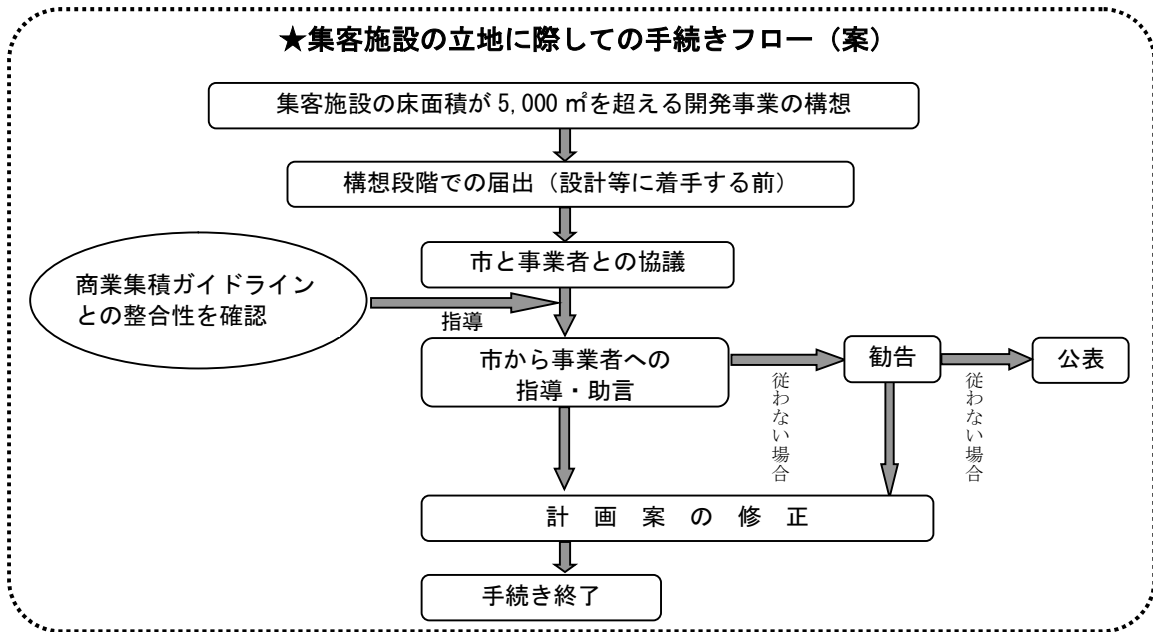 ★集客施設の立地に際しての手続きフロー（案）
集客施設の床面積が 5,000 ㎡を超える開発事業の構想
構想段階での届出（設計等に着手する前）
市と事業者との協議
商業集積ガイドライン
との整合性を確認
指導
市から事業者への
指導・助言
従わない場合
勧告
従わない場合
公表
計 画 案 の 修 正
手続き終了